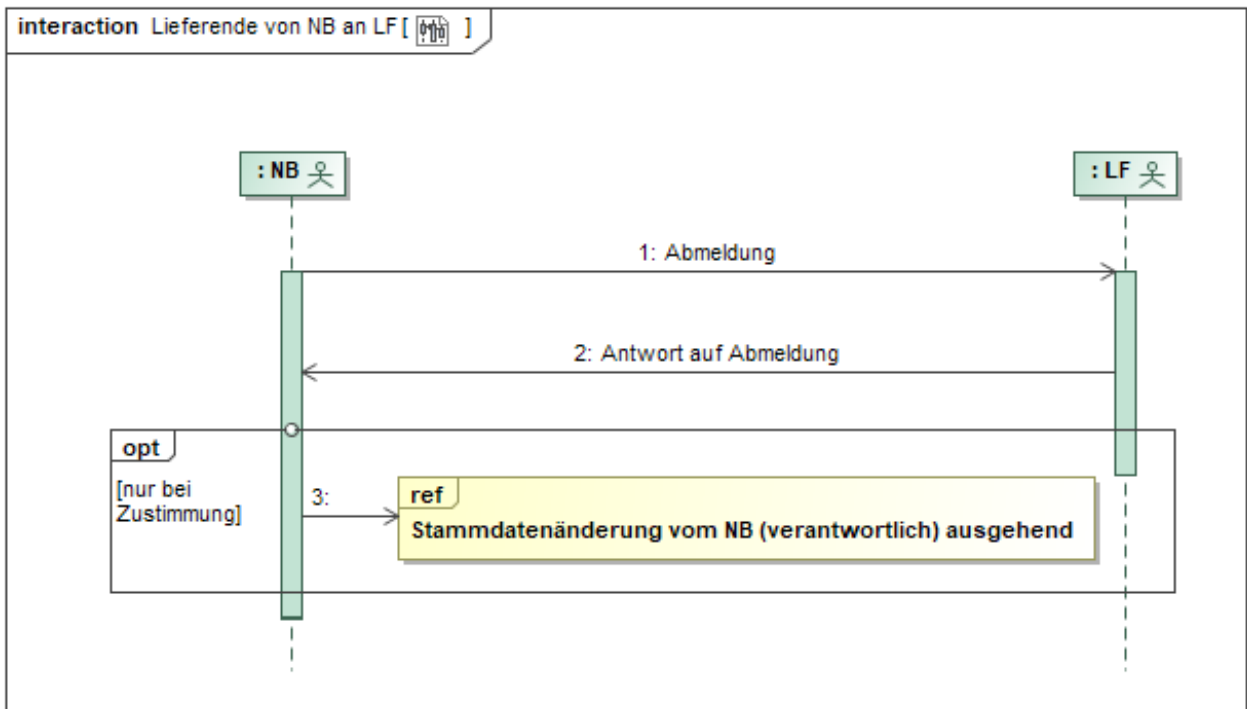 interaction Lieferende von NB an LF [ ]
: NB
: LF
1: Abmeldung
2: Antwort auf Abmeldung
opt
[nur bei
Zustimmung]
3:
ref
Stammdatenänderung vom NB (verantwortlich) ausgehend